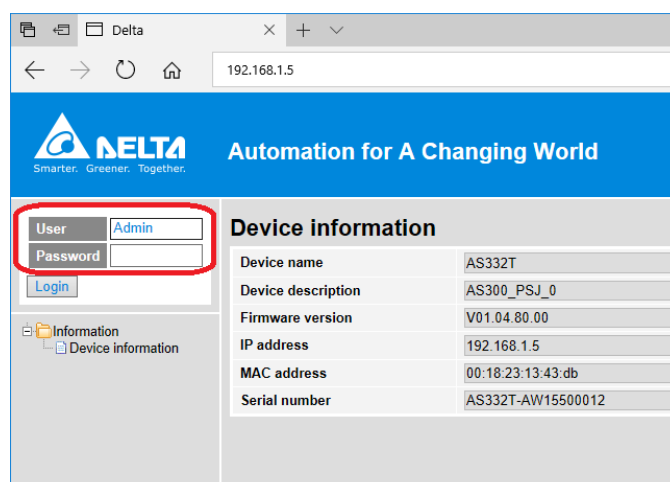 Delta
192.168.1.5
DELTA
Smarter. Greener. Together.
Automation for A Changing World
User Admin
Password
Login
Information
Device information
Device information
Device name AS332T
Device description AS300_PSJ_0
Firmware version V01.04.80.00
IP address 192.168.1.5
MAC address 00:18:23:13:43:db
Serial number AS332T-AW15500012